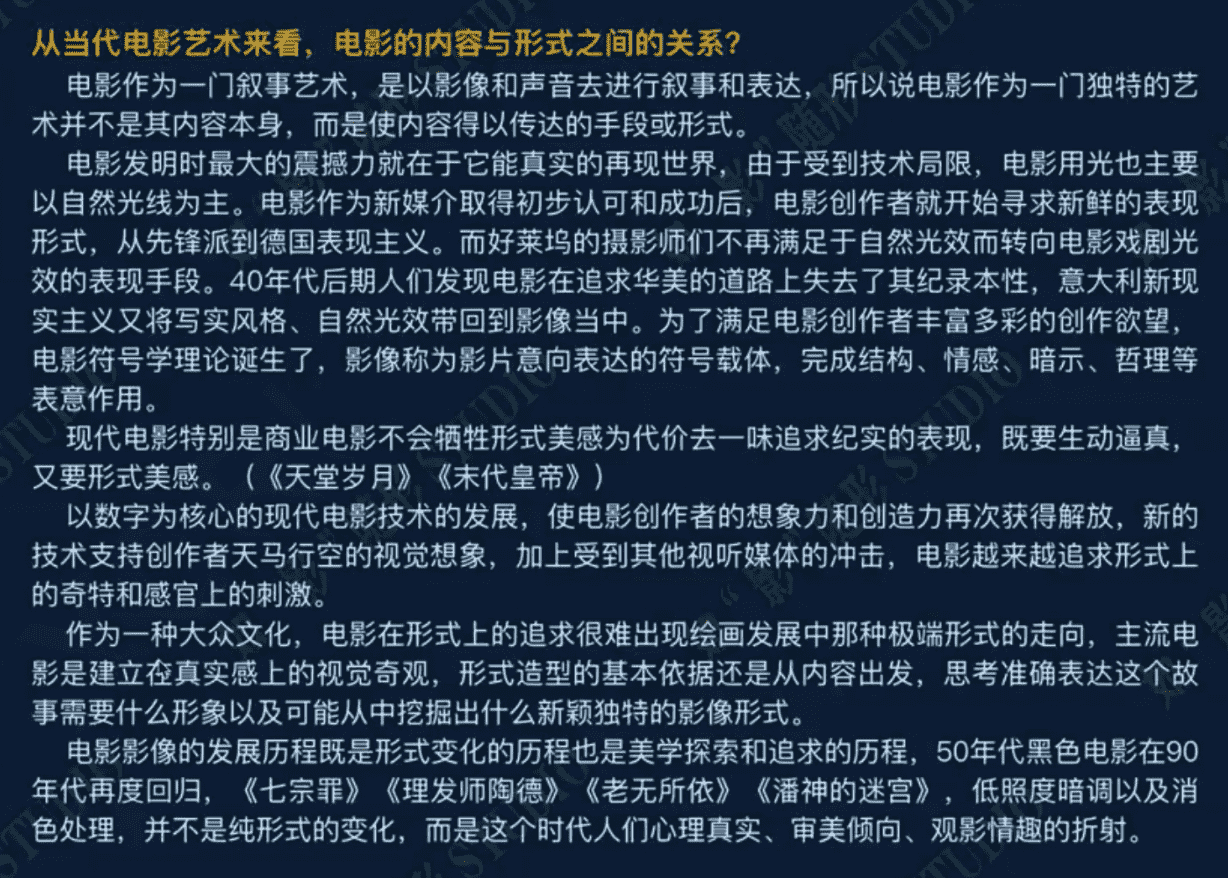 从当代电影艺术来看，电影的内容与形式之间的关系？
电影作为一门叙事艺术，是以影像和声音去进行叙事和表达，所以说电影作为一门独特的艺
术并不是其内容本身，而是使内容得以传达的手段或形式。
电影发明时最大的震撼力就在于它能真实的再现世界，由于受到技术局限，电影用光也主要
以自然光线为主。电影作为新媒介取得初步认可和成功后，电影创作者就开始寻求新鲜的表现
形式，从先锋派到德国表现主义。而好莱坞的摄影师们不再满足于自然光效而转向电影戏剧光
效的表现手段。40年代后期人们发现电影在追求华美的道路上失去了其纪录本性，意大利新现
实主义又将写实风格、自然光效带回到影像当中。为了满足电影创作者丰富多彩的创作欲望，
电影符号学理论诞生了，影像称为影片意向表达的符号载体，完成结构、情感、暗示、哲理等
表意作用。
现代电影特别是商业电影不会牺牲形式美感为代价去一味追求纪实的表现，既要生动逼真，
又要形式美感。（《天堂岁月》《末代皇帝》）
以数字为核心的现代电影技术的发展，使电影创作者的想象力和创造力再次获得解放，新的
技术支持创作者天马行空的视觉想象，加上受到其他视听媒体的冲击，电影越来越追求形式上
的奇特和感官上的刺激。
作为一种大众文化，电影在形式上的追求很难出现绘画发展中那种极端形式的走向，主流电
影是建立在真实感上的视觉奇观，形式造型的基本依据还是从内容出发，思考准确表达这个故
事需要什么形象以及可能从中挖掘出什么新颖独特的影像形式。
电影影像的发展历程既是形式变化的历程也是美学探索和追求的历程，50年代黑色电影在90
年代再度回归，《七宗罪》《理发师陶德》《老无所依》《潘神的迷宫》，低照度暗调以及消
色处理，并不是纯形式的变化，而是这个时代人们心理真实、审美倾向、观影情趣的折射。